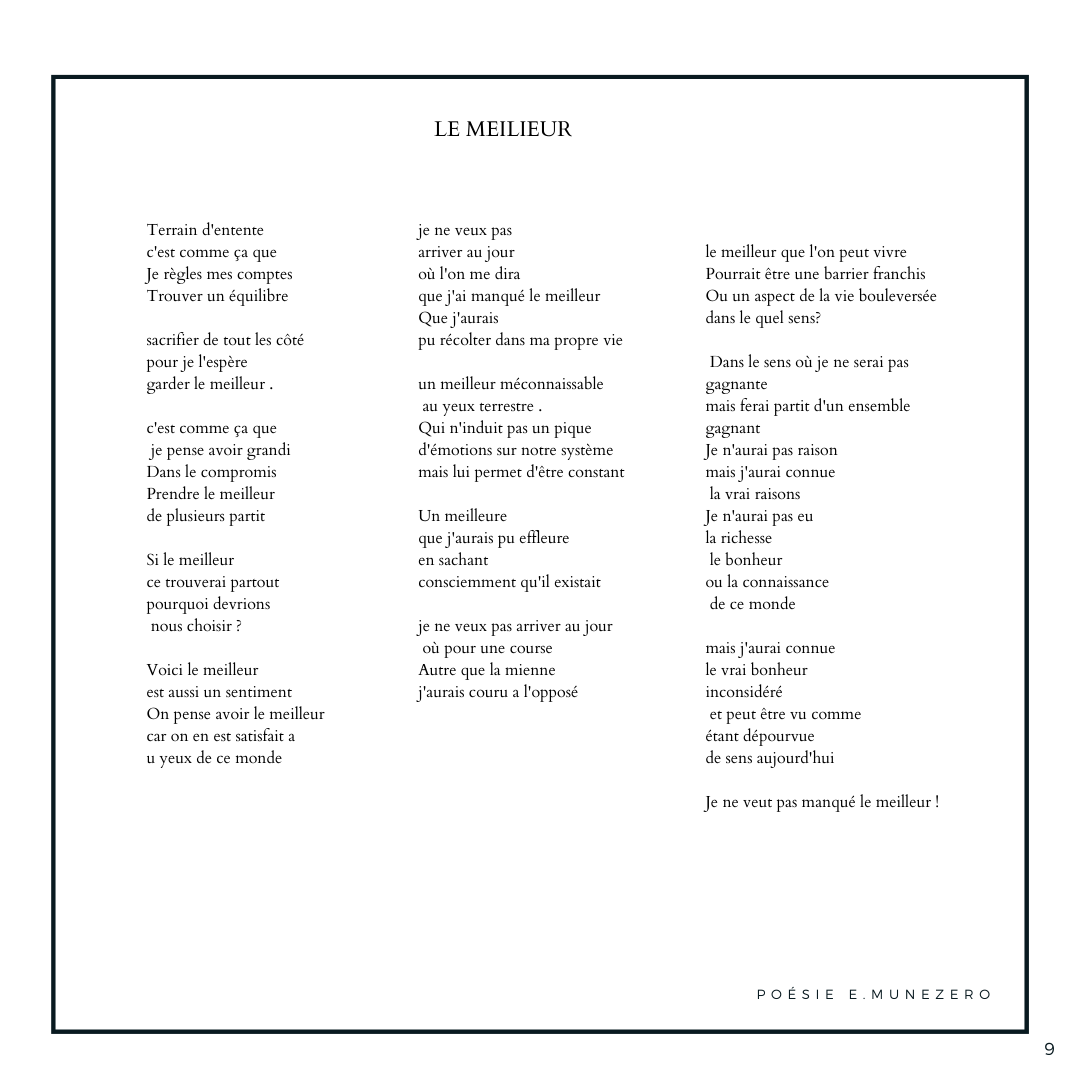 LE MEILIEUR
Terrain d'entente
c'est comme ça que
Je règles mes comptes
Trouver un équilibre
sacrifier de tout les côté
pour je l'espère
garder le meilleur .
c'est comme ça que
je pense avoir grandi
Dans le compromis
Prendre le meilleur
de plusieurs partit
Si le meilleur
ce trouverai partout
pourquoi devrions
nous choisir ?
Voici le meilleur
est aussi un sentiment
On pense avoir le meilleur
car on en est satisfait a
u yeux de ce monde
je ne veux pas
arriver au jour
où l'on me dira
que j'ai manqué le meilleur
Que j'aurais
pu récolter dans ma propre vie
un meilleur méconnaissable
au yeux terrestre .
Qui n'induit pas un pique
d'émotions sur notre système
mais lui permet d'être constant
Un meilleure
que j'aurais pu effleure
en sachant
consciemment qu'il existait
je ne veux pas arriver au jour
où pour une course
Autre que la mienne
j'aurais couru a l'opposé
le meilleur que l'on peut vivre
Pourrait être une barrier franchis
Ou un aspect de la vie bouleversée
dans le quel sens?
Dans le sens où je ne serai pas
gagnante
mais ferai partit d'un ensemble
gagnant
Je n'aurai pas raison
mais j'aurai connue
la vrai raisons
Je n'aurai pas eu
la richesse
le bonheur
ou la connaissance
de ce monde
mais j'aurai connue
le vrai bonheur
inconsidéré
et peut être vu comme
étant dépourvue
de sens aujourd'hui
Je ne veut pas manqué le meilleur !
POÉSIE E.MUNEZERO
9